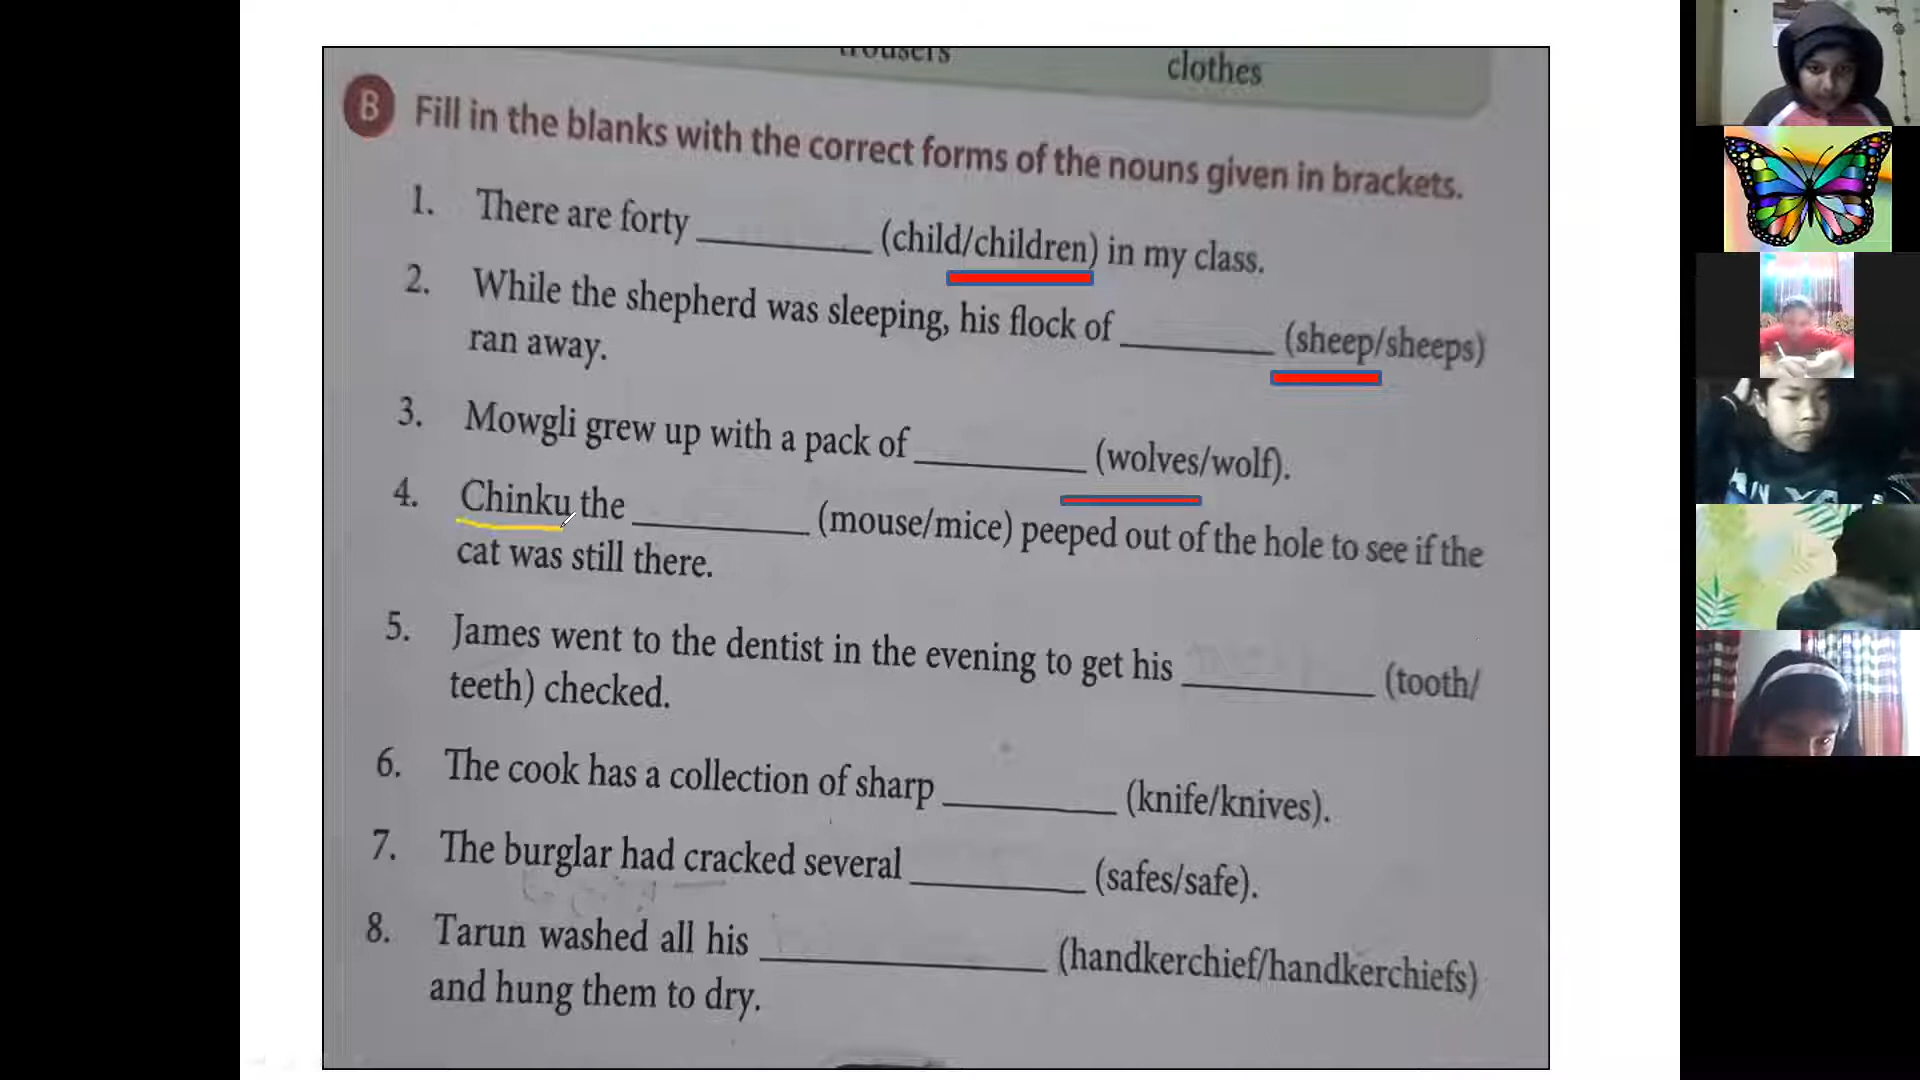 trousers
clothes
B Fill in the blanks with the correct forms of the nouns given in brackets.
1. There are forty __________ (child/children) in my class.
2. While the shepherd was sleeping, his flock of __________ (sheep/sheeps)
ran away.
3. Mowgli grew up with a pack of __________ (wolves/wolf).
4. Chinku the __________ (mouse/mice) peeped out of the hole to see if the
cat was still there.
5. James went to the dentist in the evening to get his __________ (tooth/
teeth) checked.
6. The cook has a collection of sharp __________ (knife/knives).
7. The burglar had cracked several __________ (safes/safe).
8. Tarun washed all his __________ (handkerchief/handkerchiefs)
and hung them to dry.